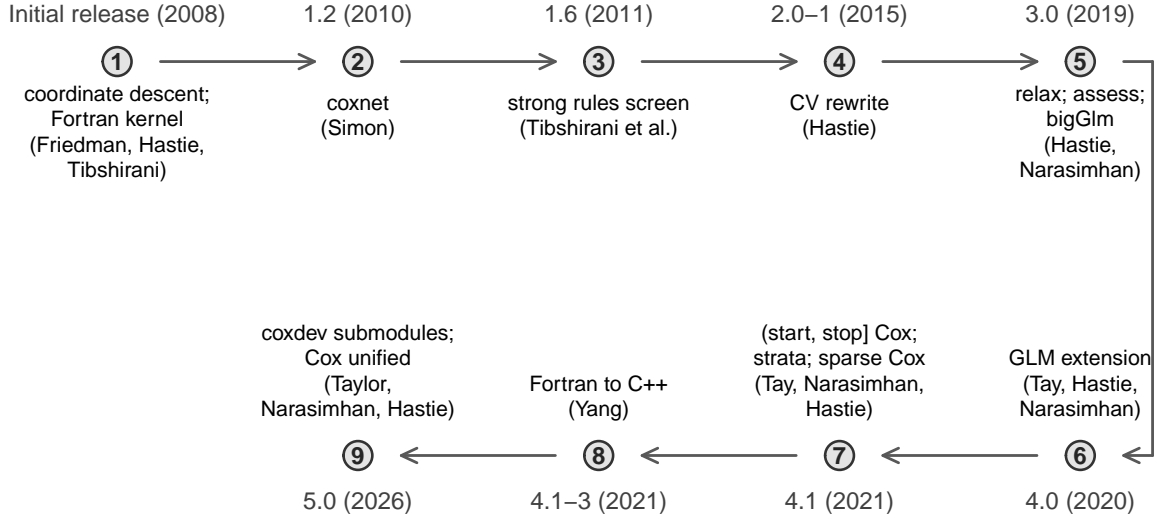 Initial release (2008)
1.2 (2010)
1.6 (2011)
2.0−1 (2015)
3.0 (2019)
1
2
3
4
5
coordinate descent;
Fortran kernel
(Friedman, Hastie,
Tibshirani)
coxnet
(Simon)
strong rules screen
(Tibshirani et al.)
CV rewrite
(Hastie)
relax; assess;
bigGlm
(Hastie,
Narasimhan)
coxdev submodules;
Cox unified
(Taylor,
Narasimhan, Hastie)
Fortran to C++
(Yang)
(start, stop] Cox;
strata; sparse Cox
(Tay, Narasimhan,
Hastie)
GLM extension
(Tay, Hastie,
Narasimhan)
9
8
7
6
5.0 (2026)
4.1−3 (2021)
4.1 (2021)
4.0 (2020)